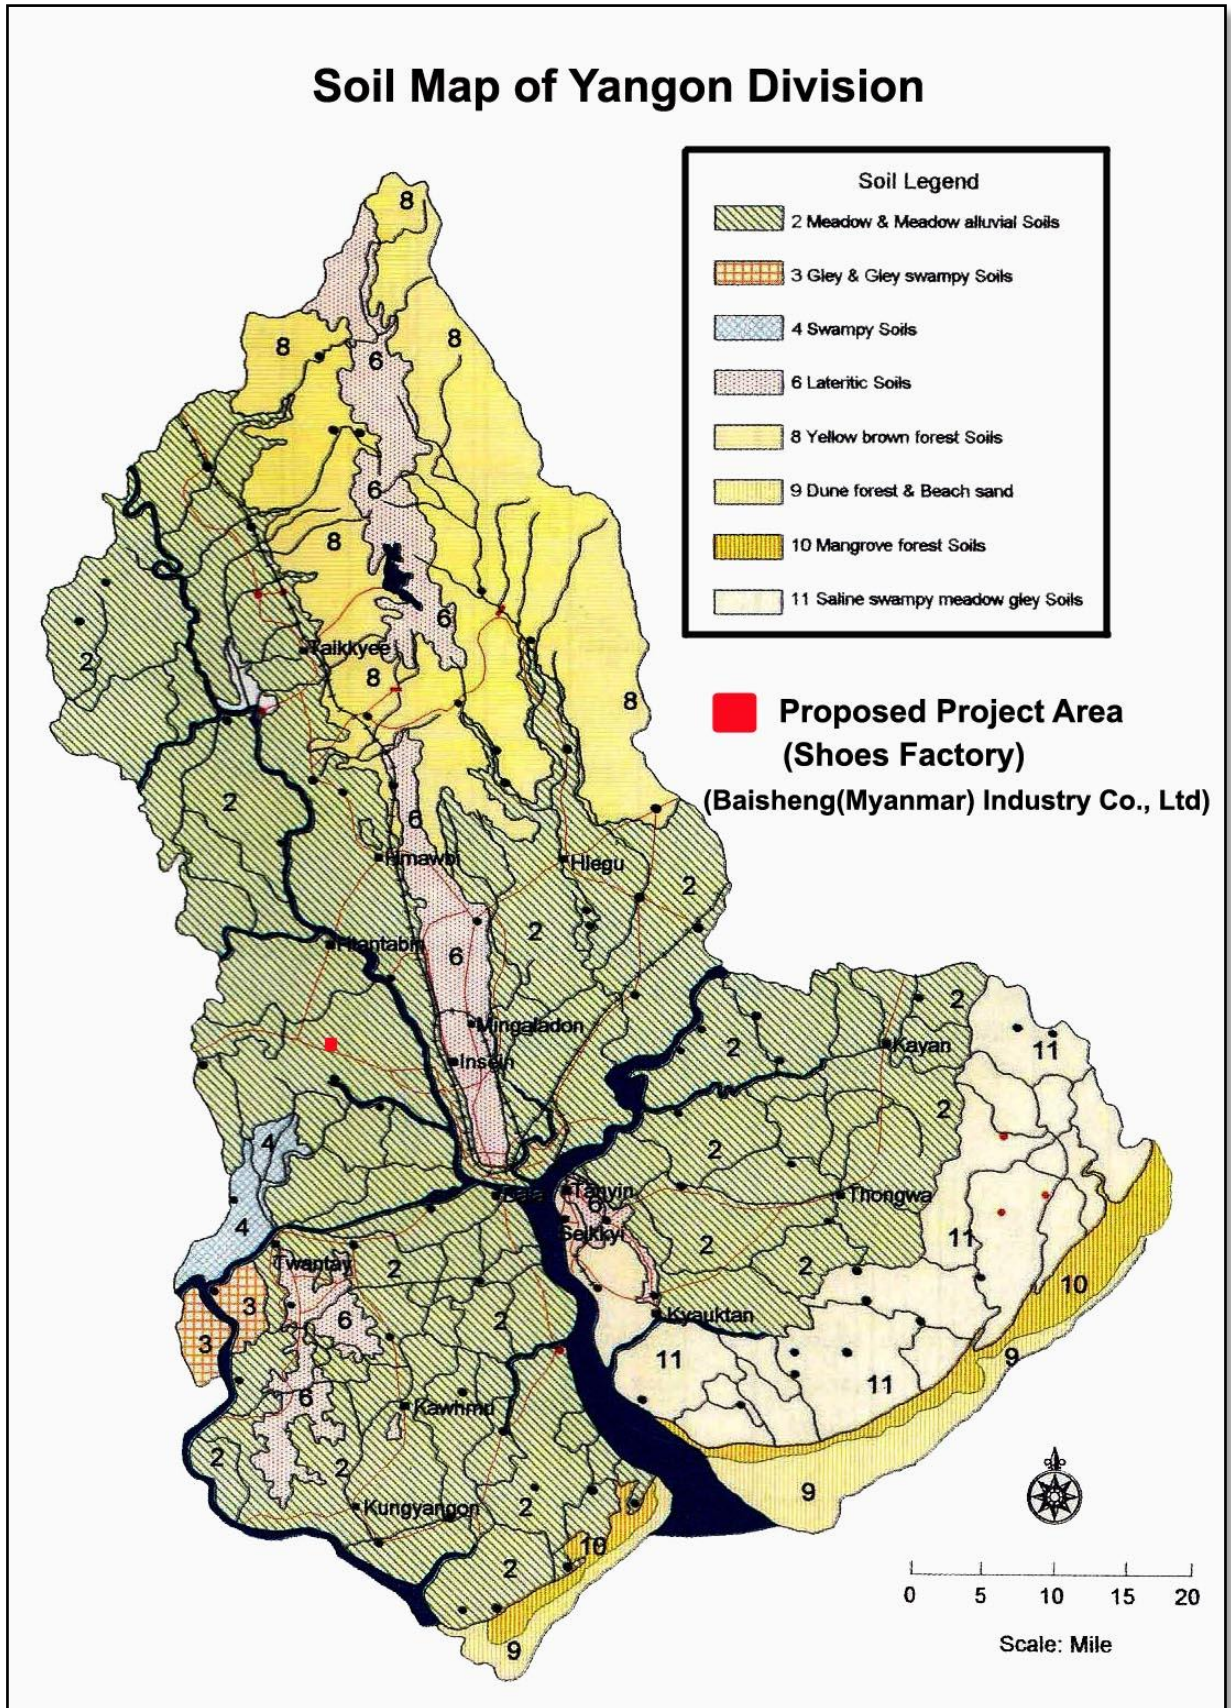 Soil Map of Yangon Division
Soil Legend
2 Meadow & Meadow alluvial Soils
3 Gley & Gley swampy Soils
4 Swampy Soils
6 Lateritic Soils
8 Yellow brown forest Soils
9 Dune forest & Beach sand
10 Mangrove forest Soils
11 Saline swampy meadow gley Soils
Proposed Project Area
(Shoes Factory)
(Baisheng(Myanmar) Industry Co., Ltd)
8
8
6
8
6
8
6
Taikkyee
2
8
8
2
6
Hmawbi
Hlegu
2
2
Htantabin
6
2
Mingaladon
Kayan
2
11
Insein
2
4
2
Tanyin
Thongwa
6
4
Seikkyi
11
Twantay
2
2
2
10
3
6
2
Kyauktan
3
9
11
11
6
Kawhmu
2
2
9
Kungyangon
2
10
2
9
0 5 10 15 20
Scale: Mile